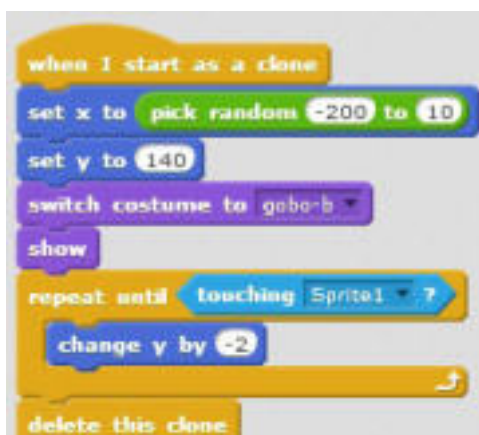 when I start as a clone
set x to pick random -200 to 10
set y to 140
switch costume to gobo-b
show
repeat until touching Sprite1 ?
change y by -2
delete this clone